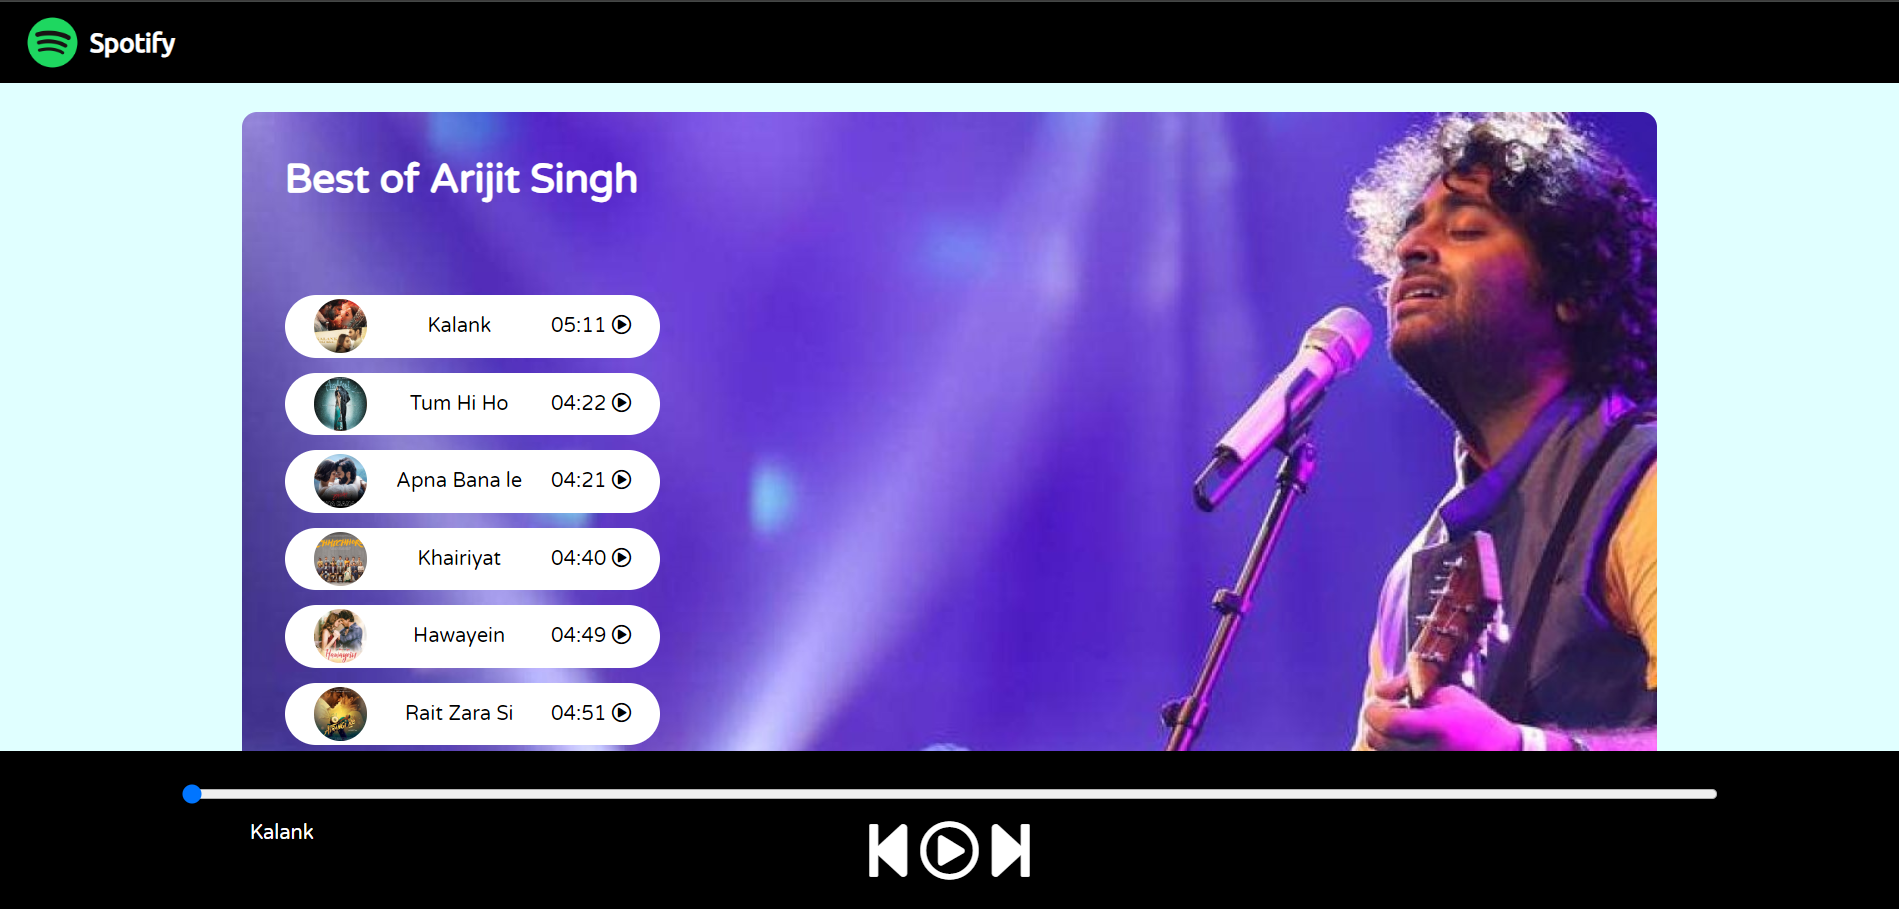 Spotify
Best of Arijit Singh
Kalank 05:11
Tum Hi Ho 04:22
Apna Bana le 04:21
Khairiyat 04:40
Hawayein 04:49
Rait Zara Si 04:51
Kalank